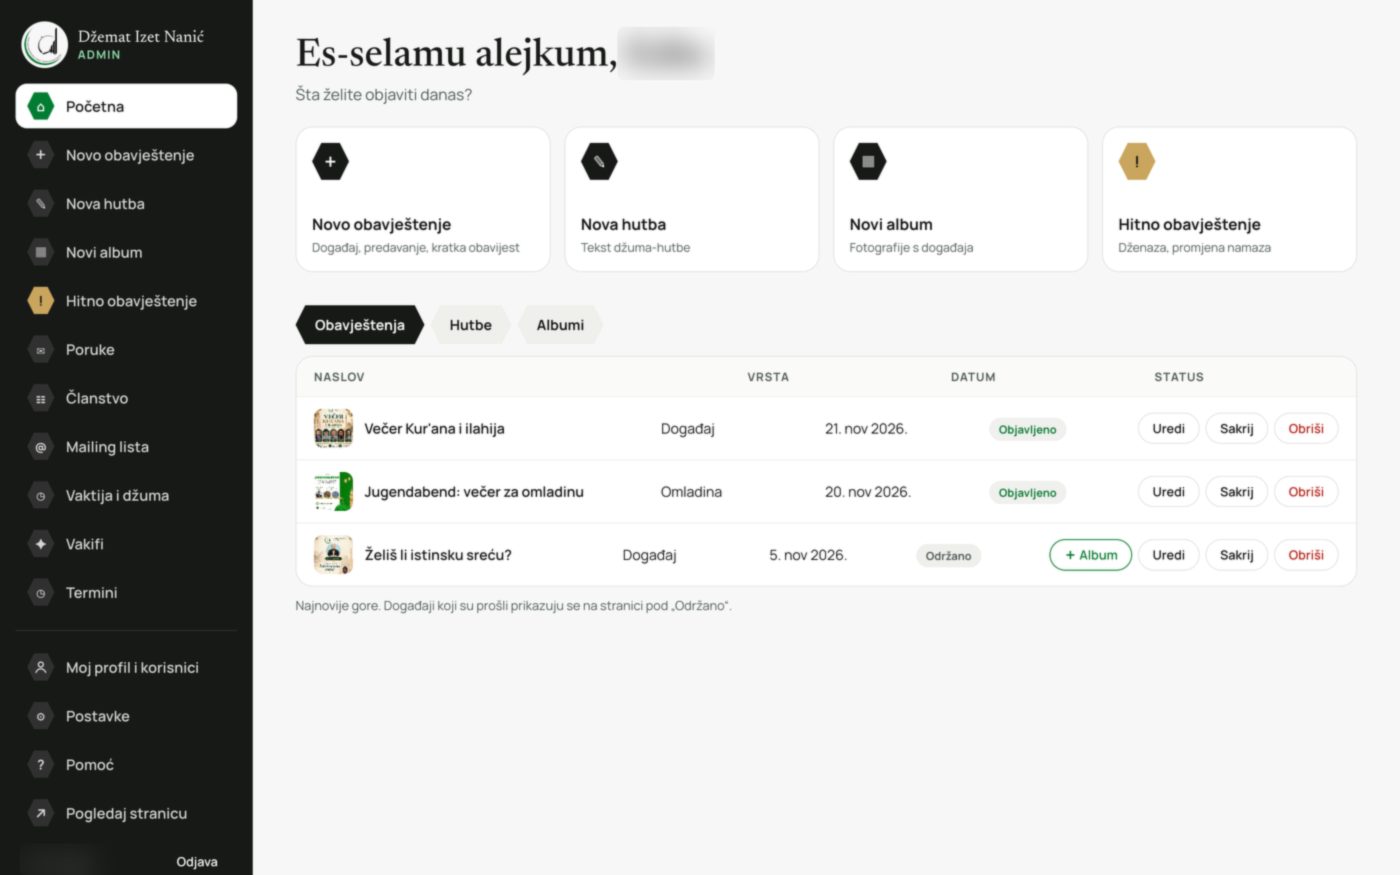 Džemat Izet Nanić
ADMIN
Početna
Novo obavještenje
Nova hutba
Novi album
Hitno obavještenje
Poruke
Članstvo
Mailing lista
Vaktija i džuma
Vakifi
Termini
Moj profil i korisnici
Postavke
Pomoć
Pogledaj stranicu
Odjava
Es-selamu alejkum,
Šta želite objaviti danas?
Novo obavještenje
Događaj, predavanje, kratka obavijest
Nova hutba
Tekst džuma-hutbe
Novi album
Fotografije s događaja
Hitno obavještenje
Dženaza, promjena namaza
Obavještenja Hutbe Albumi
NASLOV VRSTA DATUM STATUS
Večer Kur'ana i ilahija Događaj 21. nov 2026. Objavljeno Uredi Sakrij Obriši
Jugendabend: večer za omladinu Omladina 20. nov 2026. Objavljeno Uredi Sakrij Obriši
Želiš li istinsku sreću? Događaj 5. nov 2026. Održano + Album Uredi Sakrij Obriši
Najnovije gore. Događaji koji su prošli prikazuju se na stranici pod „Održano“.